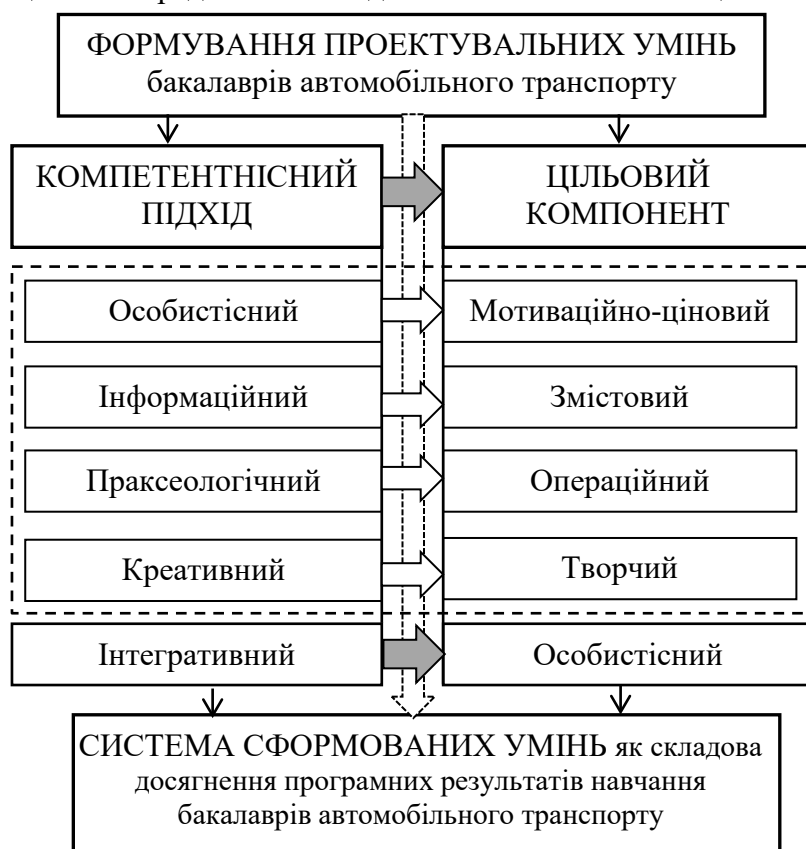 ФОРМУВАННЯ ПРОЕКТУВАЛЬНИХ УМІНЬ
бакалаврів автомобільного транспорту
КОМПЕТЕНТНІСНИЙ
ПІДХІД
ЦІЛЬОВИЙ
КОМПОНЕНТ
Особистісний
Мотиваційно-ціновий
Інформаційний
Змістовий
Праксеологічний
Операційний
Креативний
Творчий
Інтегративний
Особистісний
СИСТЕМА СФОРМОВАНИХ УМІНЬ як складова
досягнення програмних результатів навчання
бакалаврів автомобільного транспорту